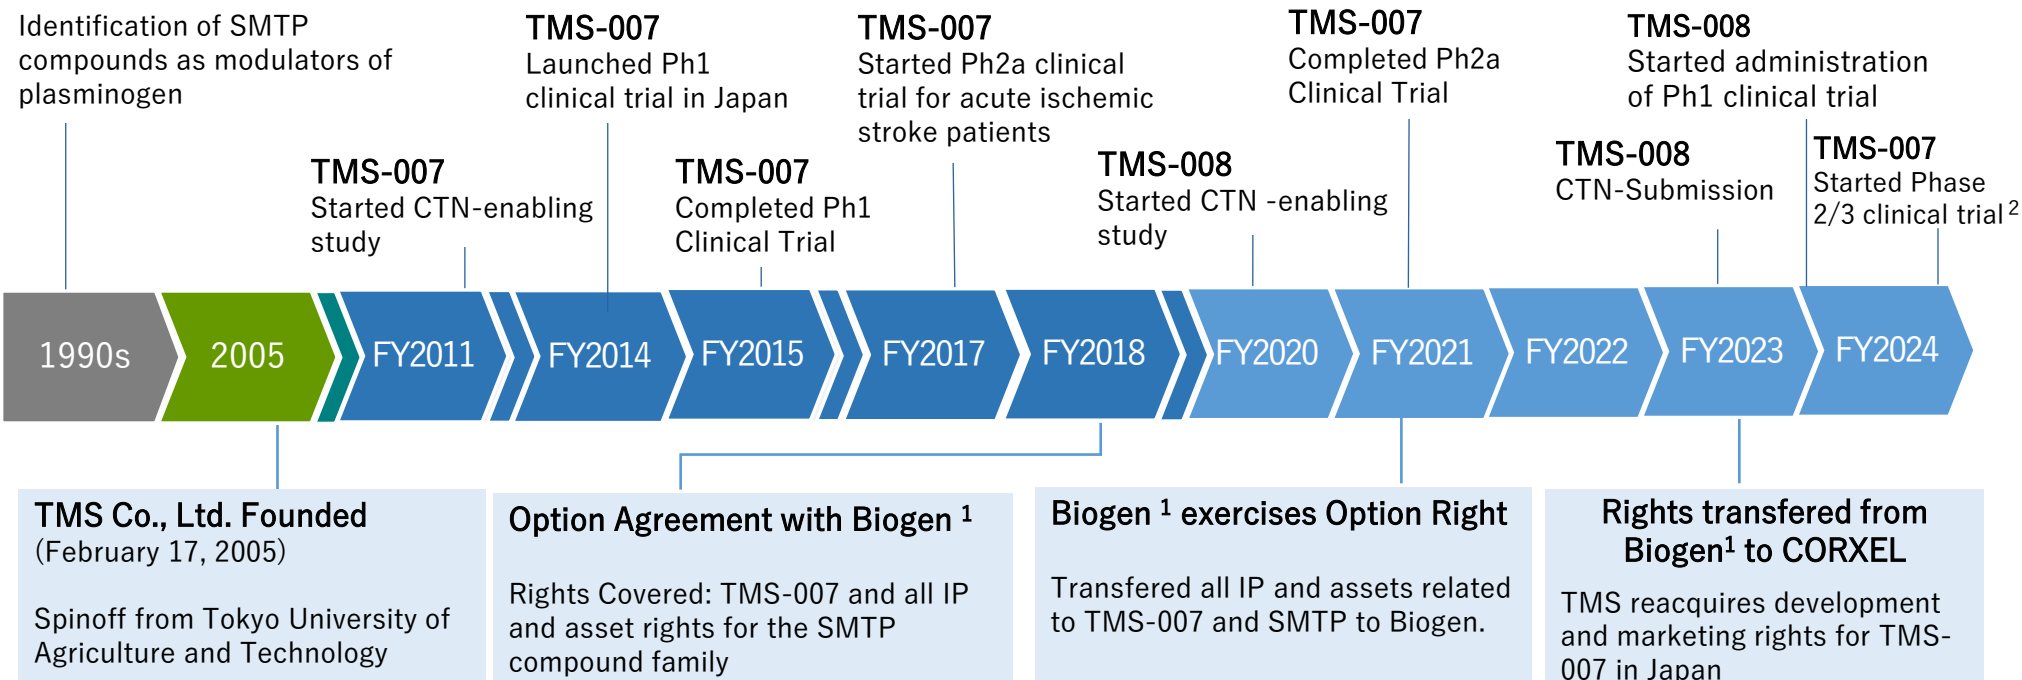 Identification of SMTP
compounds as modulators of
plasminogen
TMS-007
Launched Ph1
clinical trial in Japan
TMS-007
Started Ph2a clinical
trial for acute ischemic
stroke patients
TMS-007
Completed Ph2a
Clinical Trial
TMS-008
Started administration
of Ph1 clinical trial
TMS-007
Started CTN-enabling
study
TMS-007
Completed Ph1
Clinical Trial
TMS-008
Started CTN -enabling
study
TMS-008
CTN-Submission
TMS-007
Started Phase
2/3 clinical trial 2
1990s
2005
FY2011
FY2014
FY2015
FY2017
FY2018
FY2020
FY2021
FY2022
FY2023
FY2024
TMS Co., Ltd. Founded
(February 17, 2005)
Spinoff from Tokyo University of
Agriculture and Technology
Option Agreement with Biogen 1
Rights Covered: TMS-007 and all IP
and asset rights for the SMTP
compound family
Biogen 1 exercises Option Right
Transfered all IP and assets related
to TMS-007 and SMTP to Biogen.
Rights transfered from
Biogen1 to CORXEL
TMS reacquires development
and marketing rights for TMS-
007 in Japan